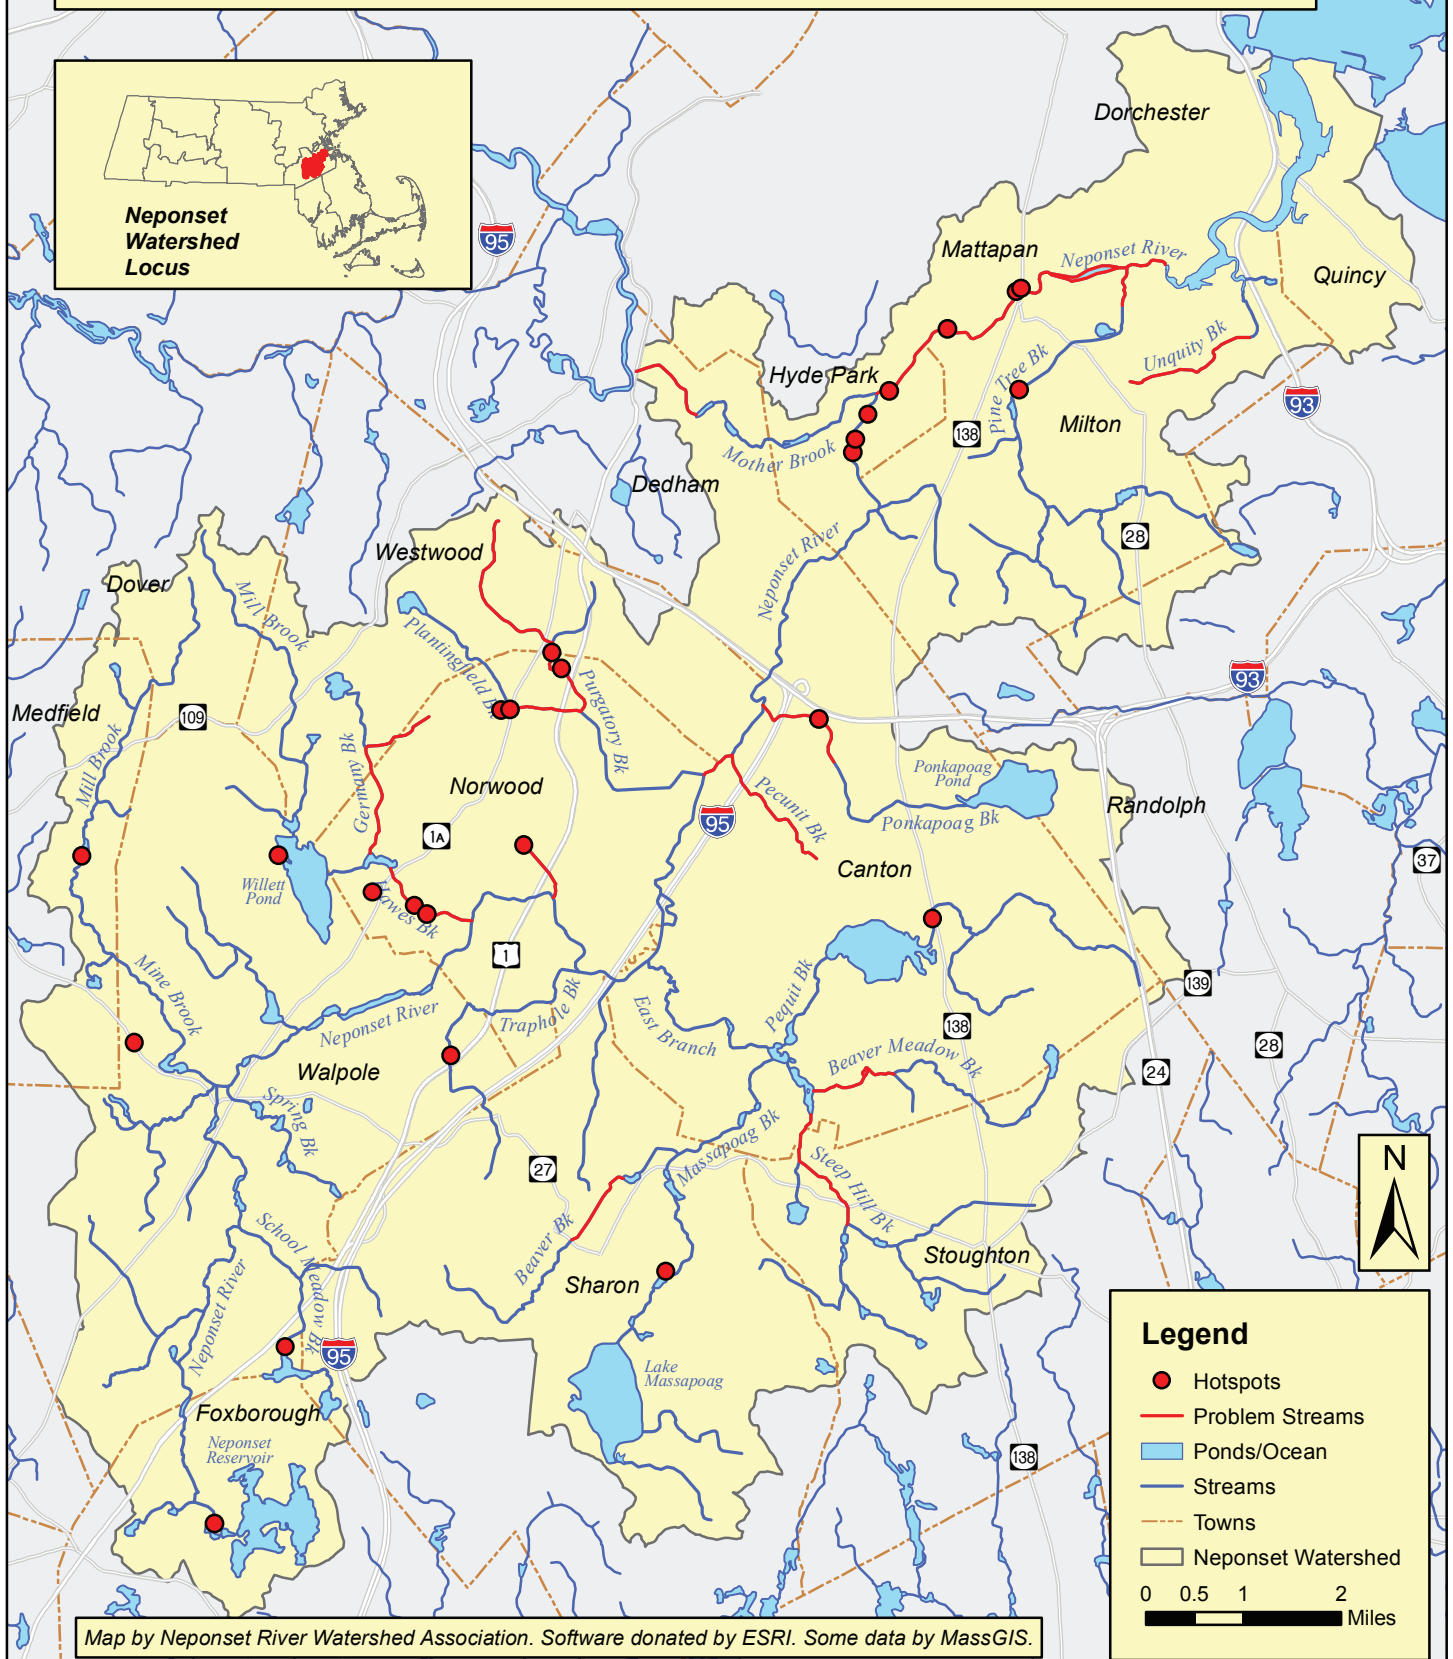 Neponset
Watershed
Locus
95
Dorchester
Mattapan
Neponset River
Quincy
Hyde Park
Pine Tree Bk
Unquity Bk
93
138
Milton
Mother Brook
Dedham
28
Westwood
Dover
Mill Brook
Neponset River
Plantingfield Bk
Purgatory Bk
93
Medfield
109
Mill Brook
Germany Bk
Norwood
Ponkapoag
Pond
Randolph
95
Pecunit Bk
Ponkapoag Bk
1A
Canton
37
Willett
Pond
Hawes Bk
1
Mine Brook
Pequit Bk
139
Neponset River
Traphole Bk
East Branch
138
28
Walpole
Beaver Meadow Bk
24
Spring Bk
Massapoag Bk
N
27
Steep Hill Bk
School Meadow Bk
Beaver Bk
Stoughton
Neponset River
Sharon
95
Lake
Massapoag
Foxborough
Neponset
Reservoir
138
Legend
Hotspots
Problem Streams
Ponds/Ocean
Streams
Towns
Neponset Watershed
0 0.5 1 2
Miles
Map by Neponset River Watershed Association. Software donated by ESRI. Some data by MassGIS.